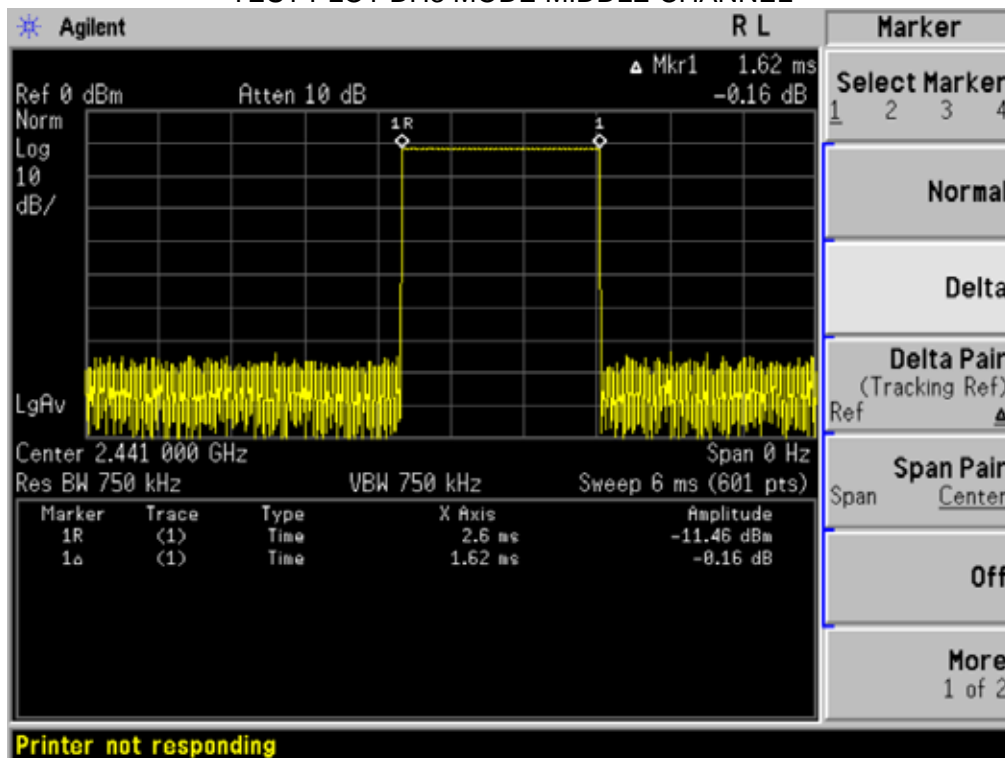 Agilent R L Marker
Δ Mkr1 1.62 ms
Ref 0 dBm Atten 10 dB -0.16 dB
Select Marker
1 2 3 4
Norm
Log
10
dB/
1R 1
Normal
Delta
Delta Pair
(Tracking Ref)
Ref Δ
LgAv
Center 2.441 000 GHz Span 0 Hz
Res BW 750 kHz VBW 750 kHz Sweep 6 ms (601 pts)
Span Pair
Span Center
Marker Trace Type X Axis Amplitude
1R (1) Time 2.6 ms -11.46 dBm
1Δ (1) Time 1.62 ms -0.16 dB
Off
More
1 of 2
Printer not responding